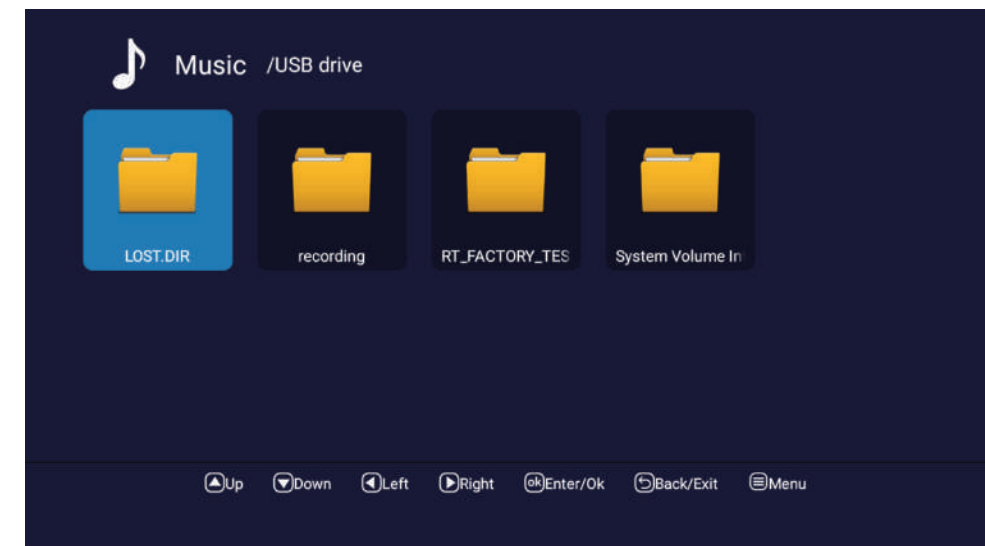 Music /USB drive
LOST.DIR recording RT_FACTORY_TES System Volume In
Up Down Left Right ok Enter/Ok Back/Exit Menu